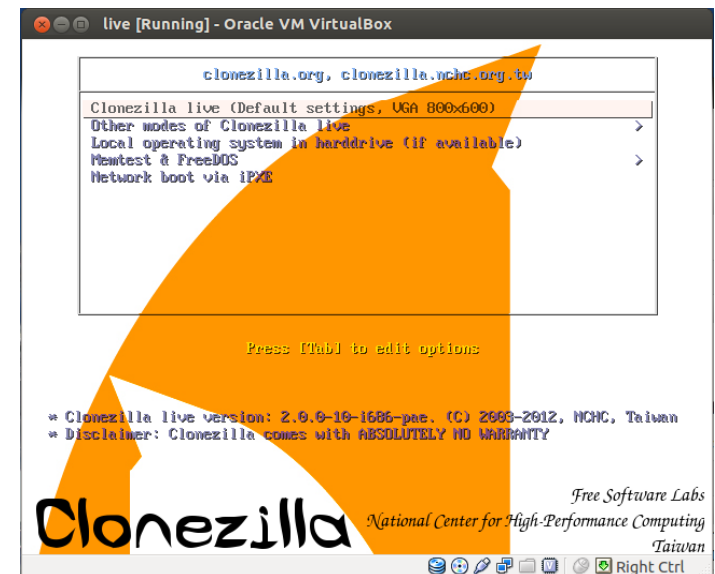 live [Running] - Oracle VM VirtualBox
clonezilla.org, clonezilla.nchc.org.tw
Clonezilla live (Default settings, VGA 800x600)
Other modes of Clonezilla live >
Local operating system in harddrive (if available)
Memtest & FreeDOS >
Network boot via iPXE
Press [Tab] to edit options
* Clonezilla live version: 2.0.0-10-i686-pae. (C) 2003-2012, NCHC, Taiwan
* Disclaimer: Clonezilla comes with ABSOLUTELY NO WARRANTY
Free Software Labs
Clonezilla National Center for High-Performance Computing
Taiwan
Right Ctrl